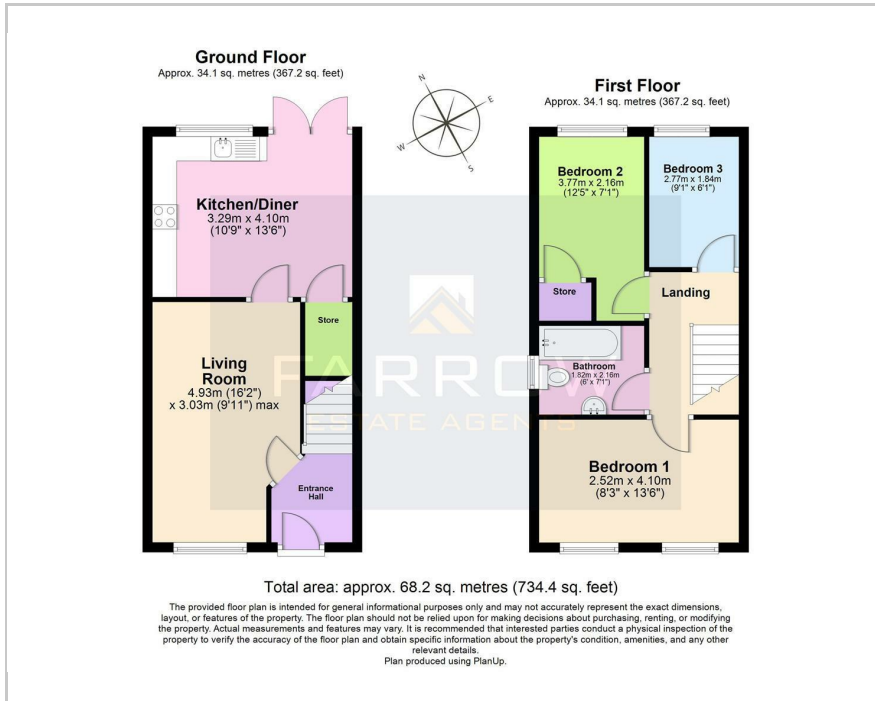 Ground Floor
Approx. 34.1 sq. metres (367.2 sq. feet)
Kitchen/Diner
3.29m x 4.10m
(10'9" x 13'6")
Store
Living
Room
4.93m (16'2")
x 3.03m (9'11") max
Entrance
Hall
N
E
W
S
First Floor
Approx. 34.1 sq. metres (367.2 sq. feet)
Bedroom 2
3.77m x 2.16m
(12'5" x 7'1")
Bedroom 3
2.77m x 1.84m
(9'1" x 6'1")
Store
Landing
Bathroom
1.82m x 2.16m
(6' x 7'1")
Bedroom 1
2.52m x 4.10m
(8'3" x 13'6")
FARROW
ESTATE AGENTS
Total area: approx. 68.2 sq. metres (734.4 sq. feet)
The provided floor plan is intended for general informational purposes only and may not accurately represent the exact dimensions,
layout, or features of the property. The floor plan should not be relied upon for making decisions about purchasing, renting, or modifying
the property. Actual measurements and features may vary. It is recommended that interested parties conduct a physical inspection of the
property to verify the accuracy of the floor plan and obtain specific information about the property's condition, amenities, and any other
relevant details.
Plan produced using PlanUp.